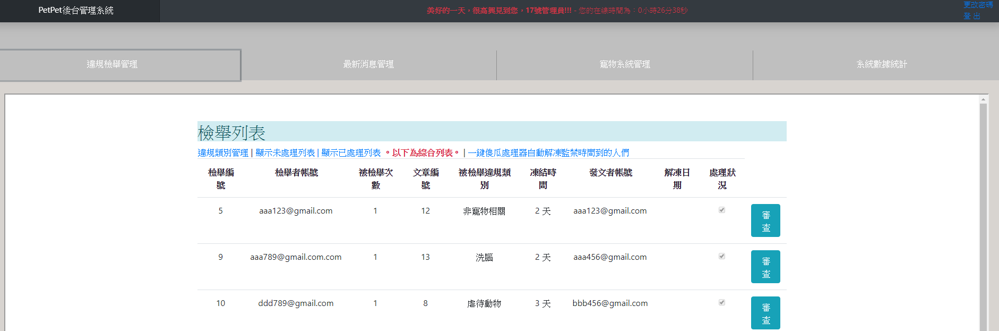 PetPet後台管理系統
美好的一天,很高興見到您,17號管理員!!! - 您的在線時間為:0小時26分38秒
更改密碼
登 出
違規檢舉管理
最新消息管理
寵物系統管理
系統數據統計
檢舉列表
違規類別管理 | 顯示未處理列表 | 顯示已處理列表 。以下為綜合列表。 | 一鍵傻瓜處理器自動解凍監禁時間到的人們
檢舉編號 檢舉者帳號 被檢舉次數 文章編號 被檢舉違規類別 凍結時間 發文者帳號 解凍日期 處理狀況
5 aaa123@gmail.com 1 12 非寵物相關 2 天 aaa123@gmail.com 審查
9 aaa789@gmail.com.com 1 13 洗腦 2 天 aaa456@gmail.com 審查
10 ddd789@gmail.com 1 8 虐待動物 3 天 bbb456@gmail.com 審查